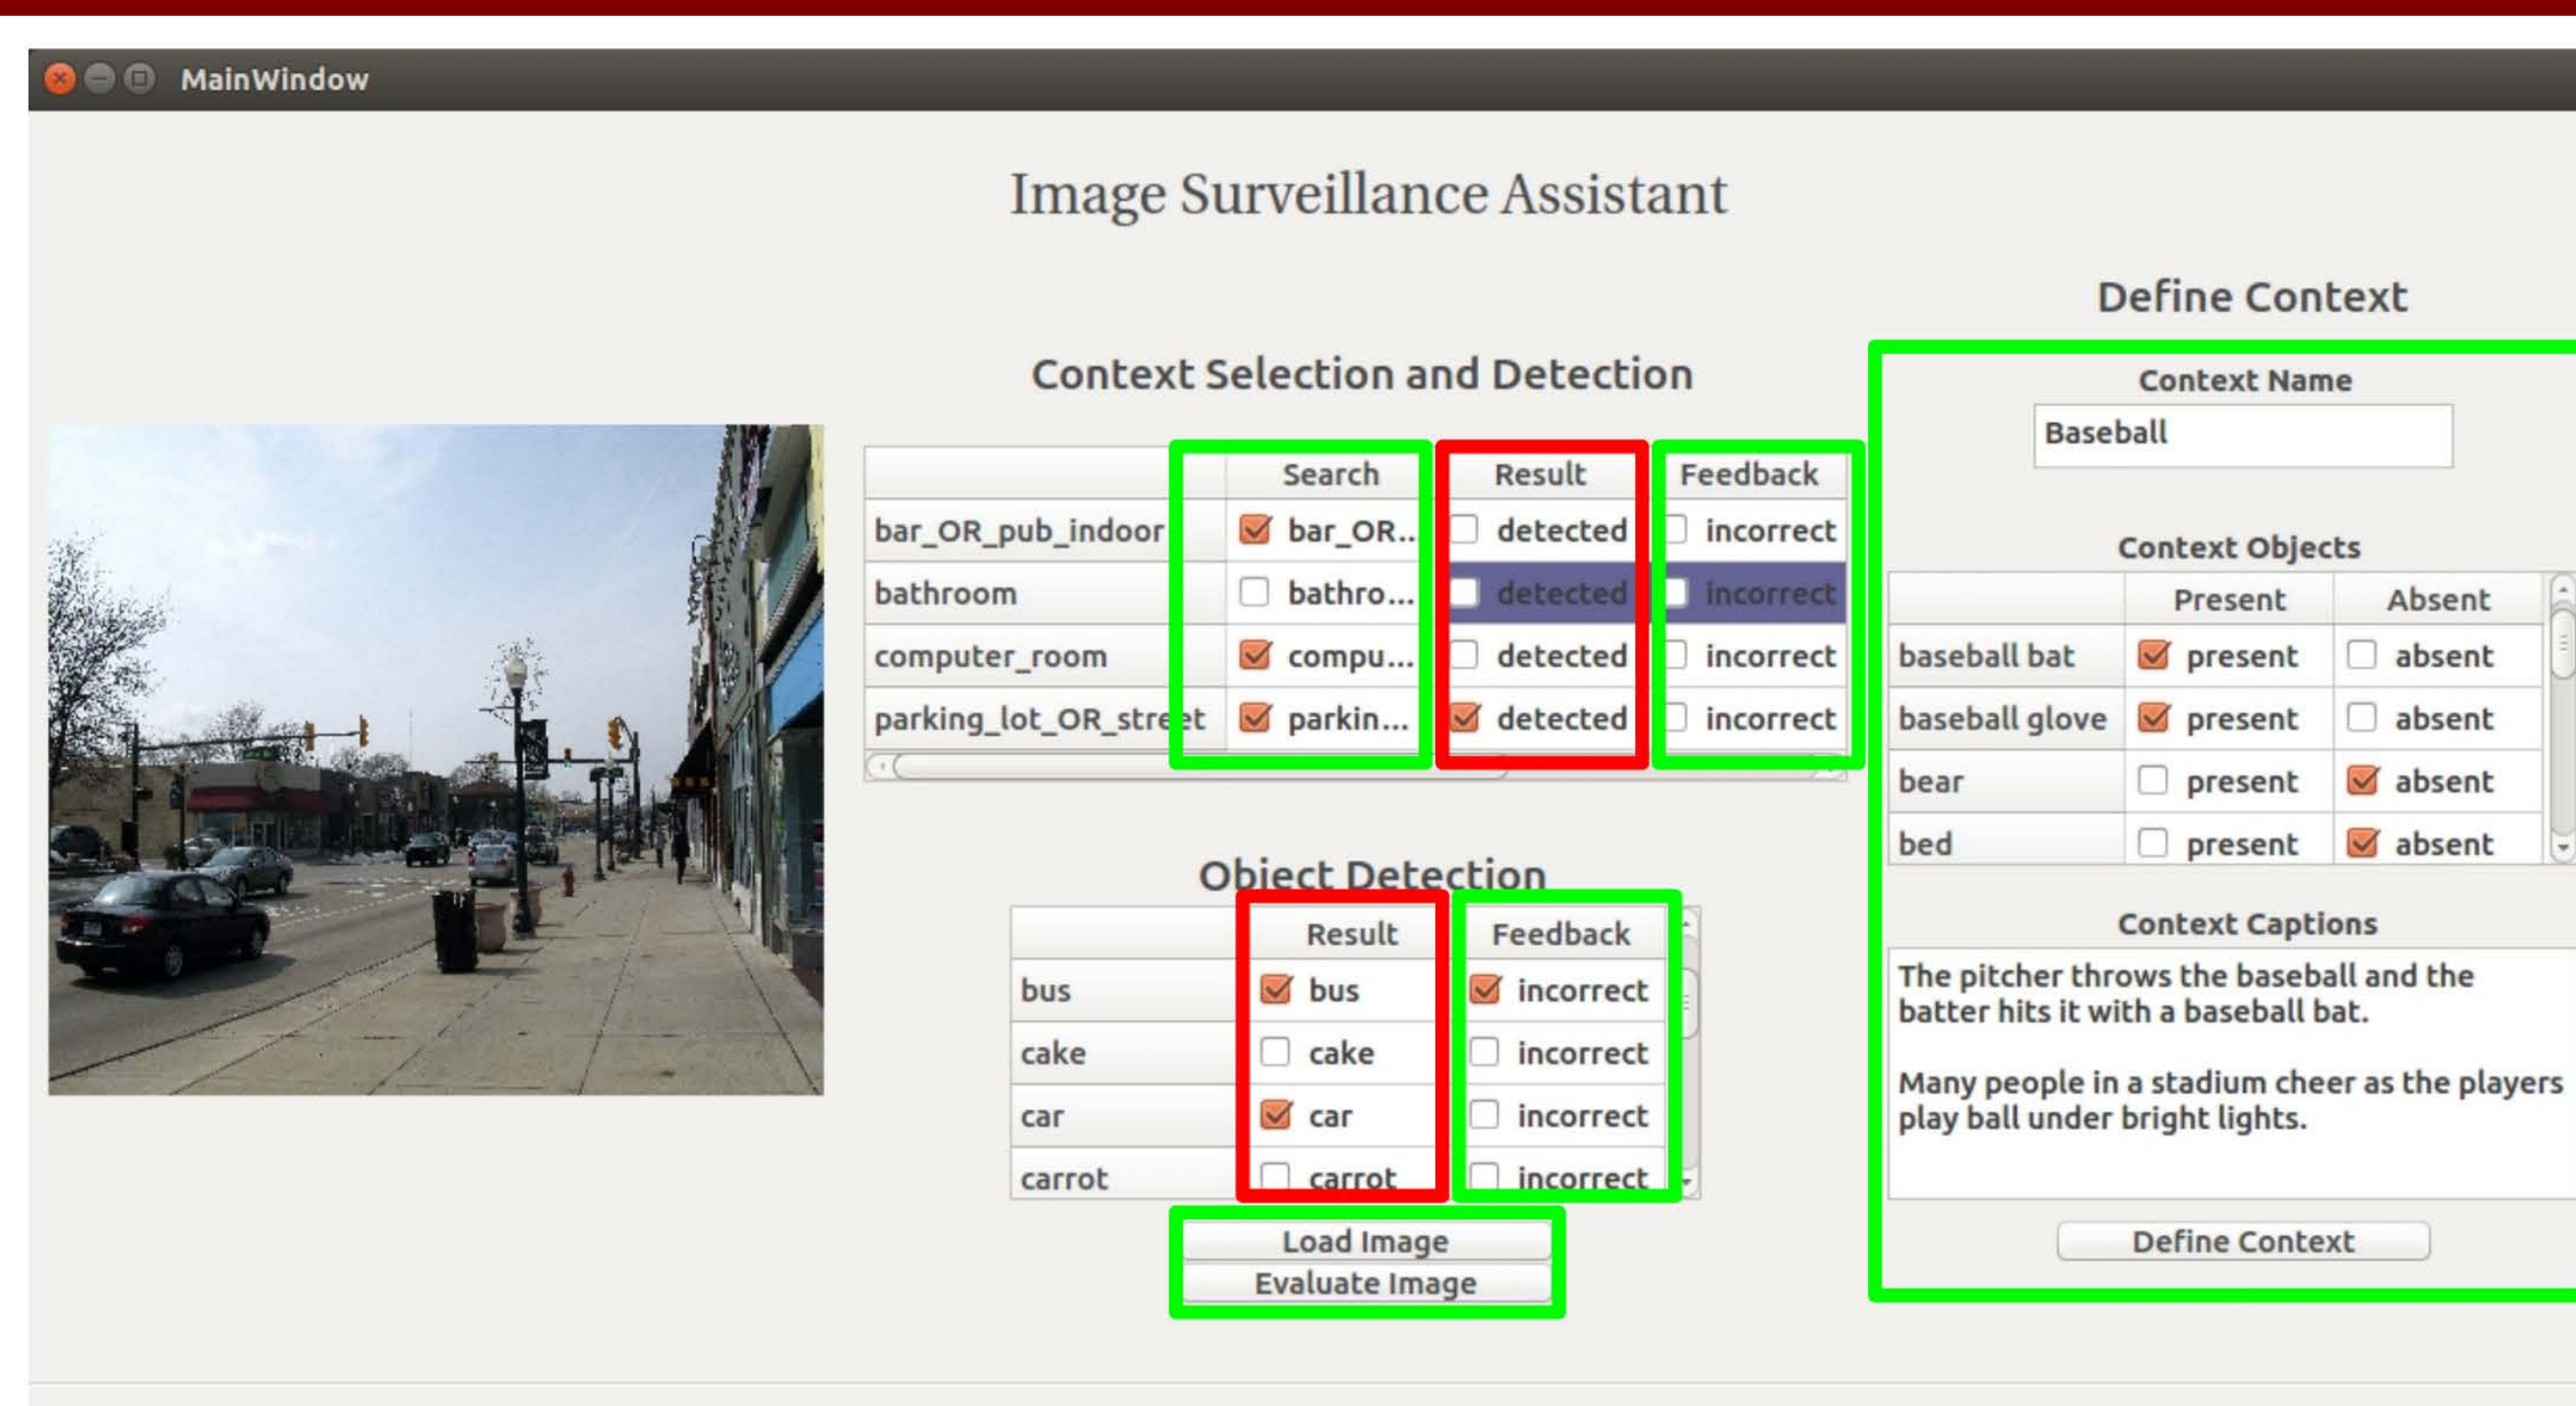 MainWindow
Image Surveillance Assistant
Context Selection and Detection
Search Result Feedback
bar_OR_pub_indoor bar_OR... detected incorrect
bathroom bathro... detected incorrect
computer_room compu... detected incorrect
parking_lot_OR_street parkin... detected incorrect
Object Detection
Result Feedback
bus bus incorrect
cake cake incorrect
car car incorrect
carrot carrot incorrect
Load Image
Evaluate Image
Define Context
Context Name
Baseball
Context Objects
Present Absent
baseball bat present absent
baseball glove present absent
bear present absent
bed present absent
Context Captions
The pitcher throws the baseball and the
batter hits it with a baseball bat.
Many people in a stadium cheer as the players
play ball under bright lights.
Define Context